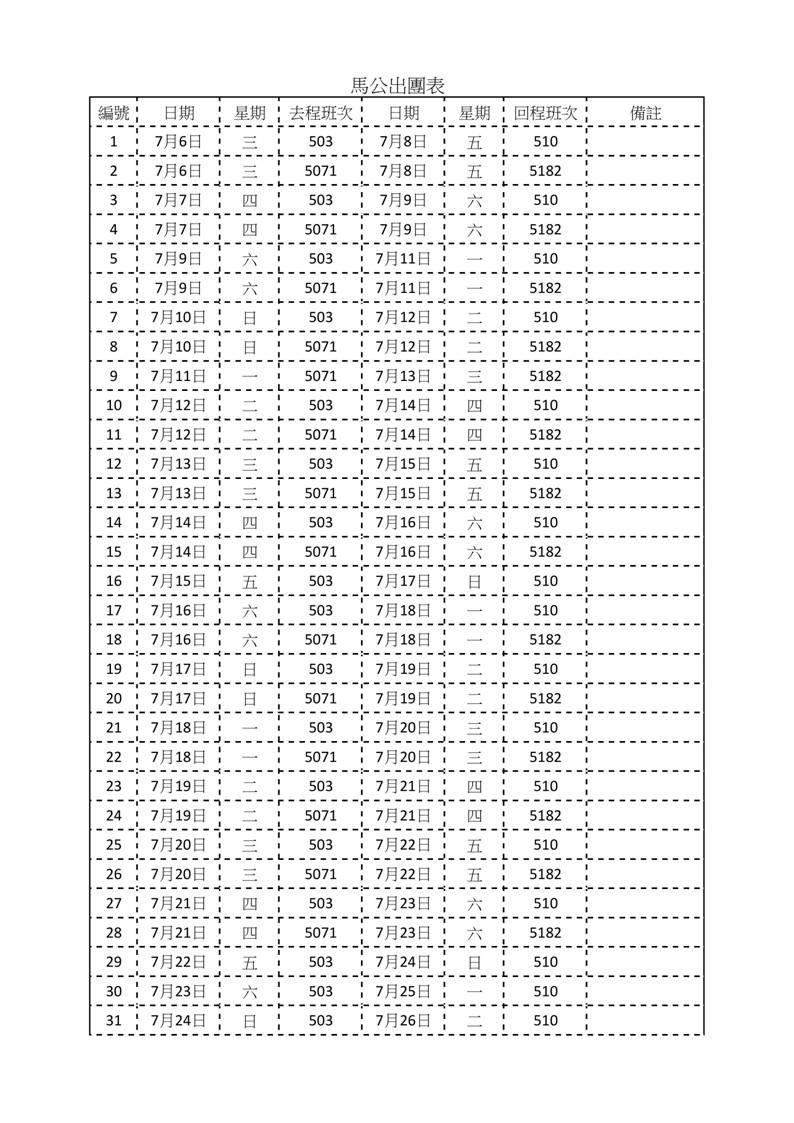 馬公出團表
編號 日期 星期 去程班次 日期 星期 回程班次 備註
1 7月6日 三 503 7月8日 五 510
2 7月6日 三 5071 7月8日 五 5182
3 7月7日 四 503 7月9日 六 510
4 7月7日 四 5071 7月9日 六 5182
5 7月9日 六 503 7月11日 一 510
6 7月9日 六 5071 7月11日 一 5182
7 7月10日 日 503 7月12日 二 510
8 7月10日 日 5071 7月12日 二 5182
9 7月11日 一 5071 7月13日 三 5182
10 7月12日 二 503 7月14日 四 510
11 7月12日 二 5071 7月14日 四 5182
12 7月13日 三 503 7月15日 五 510
13 7月13日 三 5071 7月15日 五 5182
14 7月14日 四 503 7月16日 六 510
15 7月14日 四 5071 7月16日 六 5182
16 7月15日 五 503 7月17日 日 510
17 7月16日 六 503 7月18日 一 510
18 7月16日 六 5071 7月18日 一 5182
19 7月17日 日 503 7月19日 二 510
20 7月17日 日 5071 7月19日 二 5182
21 7月18日 一 503 7月20日 三 510
22 7月18日 一 5071 7月20日 三 5182
23 7月19日 二 503 7月21日 四 510
24 7月19日 二 5071 7月21日 四 5182
25 7月20日 三 503 7月22日 五 510
26 7月20日 三 5071 7月22日 五 5182
27 7月21日 四 503 7月23日 六 510
28 7月21日 四 5071 7月23日 六 5182
29 7月22日 五 503 7月24日 日 510
30 7月23日 六 503 7月25日 一 510
31 7月24日 日 503 7月26日 二 510